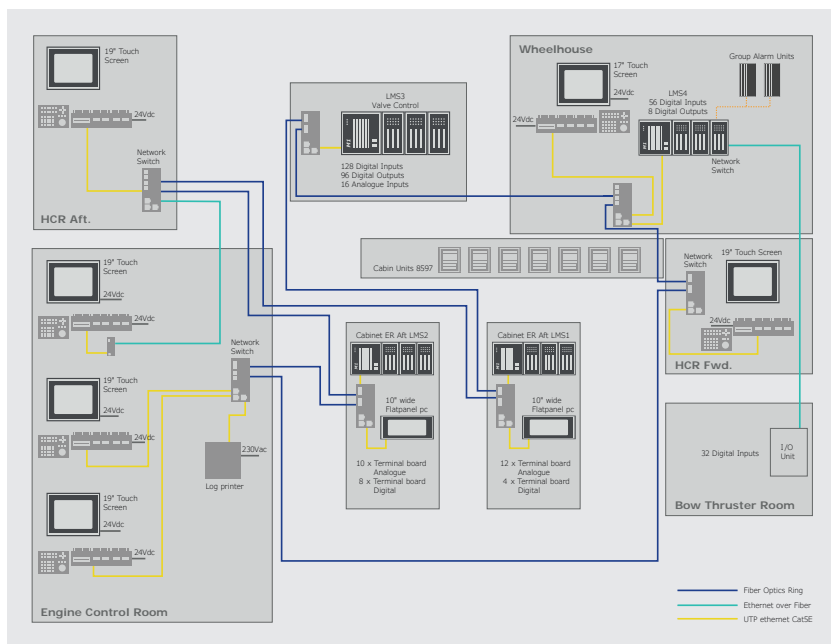 19" Touch
Screen
24Vdc
Network
Switch
HCR Aft.
LMS3
Valve Control
128 Digital Inputs
96 Digital Outputs
16 Analogue Inputs
Wheelhouse
17" Touch
Screen
24Vdc
24Vdc
LMS4
56 Digital Inputs
8 Digital Outputs
Group Alarm Units
Network
Switch
Cabin Units 8597
Network
Switch
19" Touch Screen
24Vdc
HCR Fwd.
19" Touch
Screen
24Vdc
24Vdc
Network
Switch
19" Touch
Screen
24Vdc
24Vdc
230Vac
Log printer
19" Touch
Screen
24Vdc
24Vdc
Engine Control Room
Cabinet ER Aft LMS2
10" wide
Flatpanel pc
10 x Terminal board
Analogue
8 x Terminal board
Digital
Cabinet ER Aft LMS1
10" wide
Flatpanel pc
12 x Terminal board
Analogue
4 x Terminal board
Digital
32 Digital Inputs
I/O
Unit
Bow Thruster Room
Fiber Optics Ring
Ethernet over Fiber
UTP ethernet Cat5E